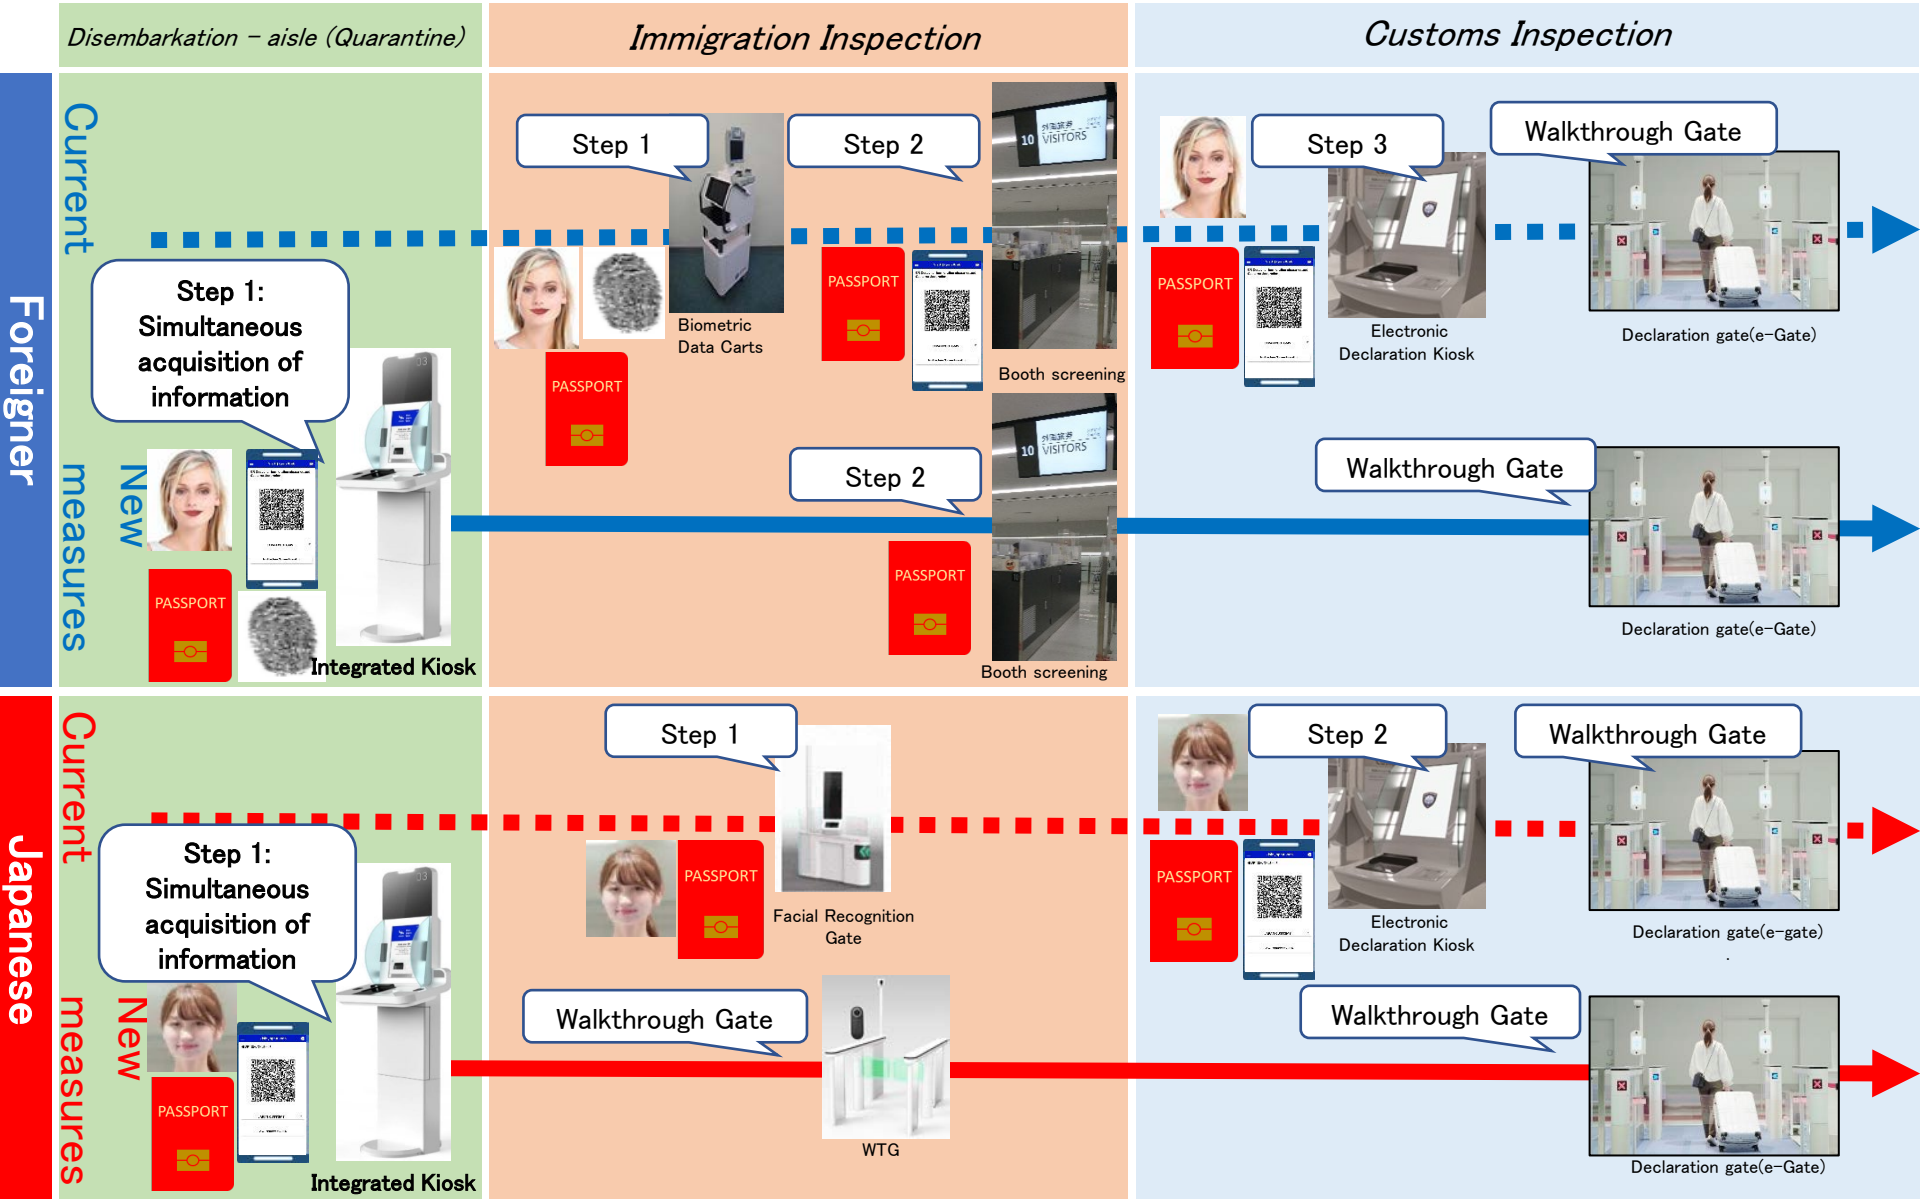 Disembarkation - aisle (Quarantine)
Immigration Inspection
Customs Inspection
Foreigner
Current
Step 1
Step 2
10
VISITORS
Step 3
Walkthrough Gate
PASSPORT
Biometric
Data Carts
PASSPORT
Booth screening
PASSPORT
Electronic
Declaration Kiosk
Declaration gate(e-Gate)
New
measures
Step 1:
Simultaneous
acquisition of
information
PASSPORT
Integrated Kiosk
Step 2
10
VISITORS
PASSPORT
Booth screening
Walkthrough Gate
Declaration gate(e-Gate)
Japanese
Current
Step 1
PASSPORT
Facial Recognition
Gate
Step 2
PASSPORT
Electronic
Declaration Kiosk
Walkthrough Gate
Declaration gate(e-gate)
.
New
measures
Step 1:
Simultaneous
acquisition of
information
PASSPORT
Integrated Kiosk
Walkthrough Gate
WTG
Walkthrough Gate
Declaration gate(e-Gate)